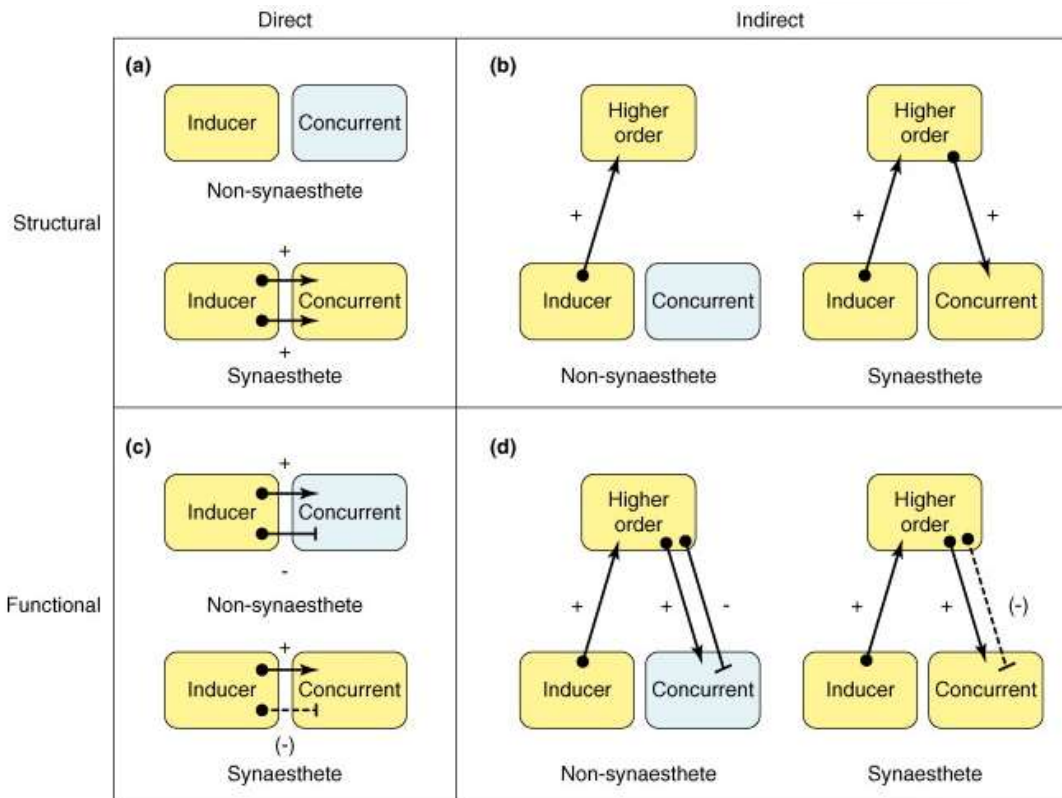 Direct
Indirect
Structural
(a)
Inducer
Concurrent
Non-synaesthete
+
Inducer
Concurrent
+
Synaesthete
(b)
Higher
order
+
Inducer
Concurrent
Non-synaesthete
Higher
order
+
+
Inducer
Concurrent
Synaesthete
Functional
(c)
+
Inducer
Concurrent
-
Non-synaesthete
+
Inducer
Concurrent
(-)
Synaesthete
(d)
Higher
order
+
+
-
Inducer
Concurrent
Non-synaesthete
Higher
order
+
+
(-)
Inducer
Concurrent
Synaesthete